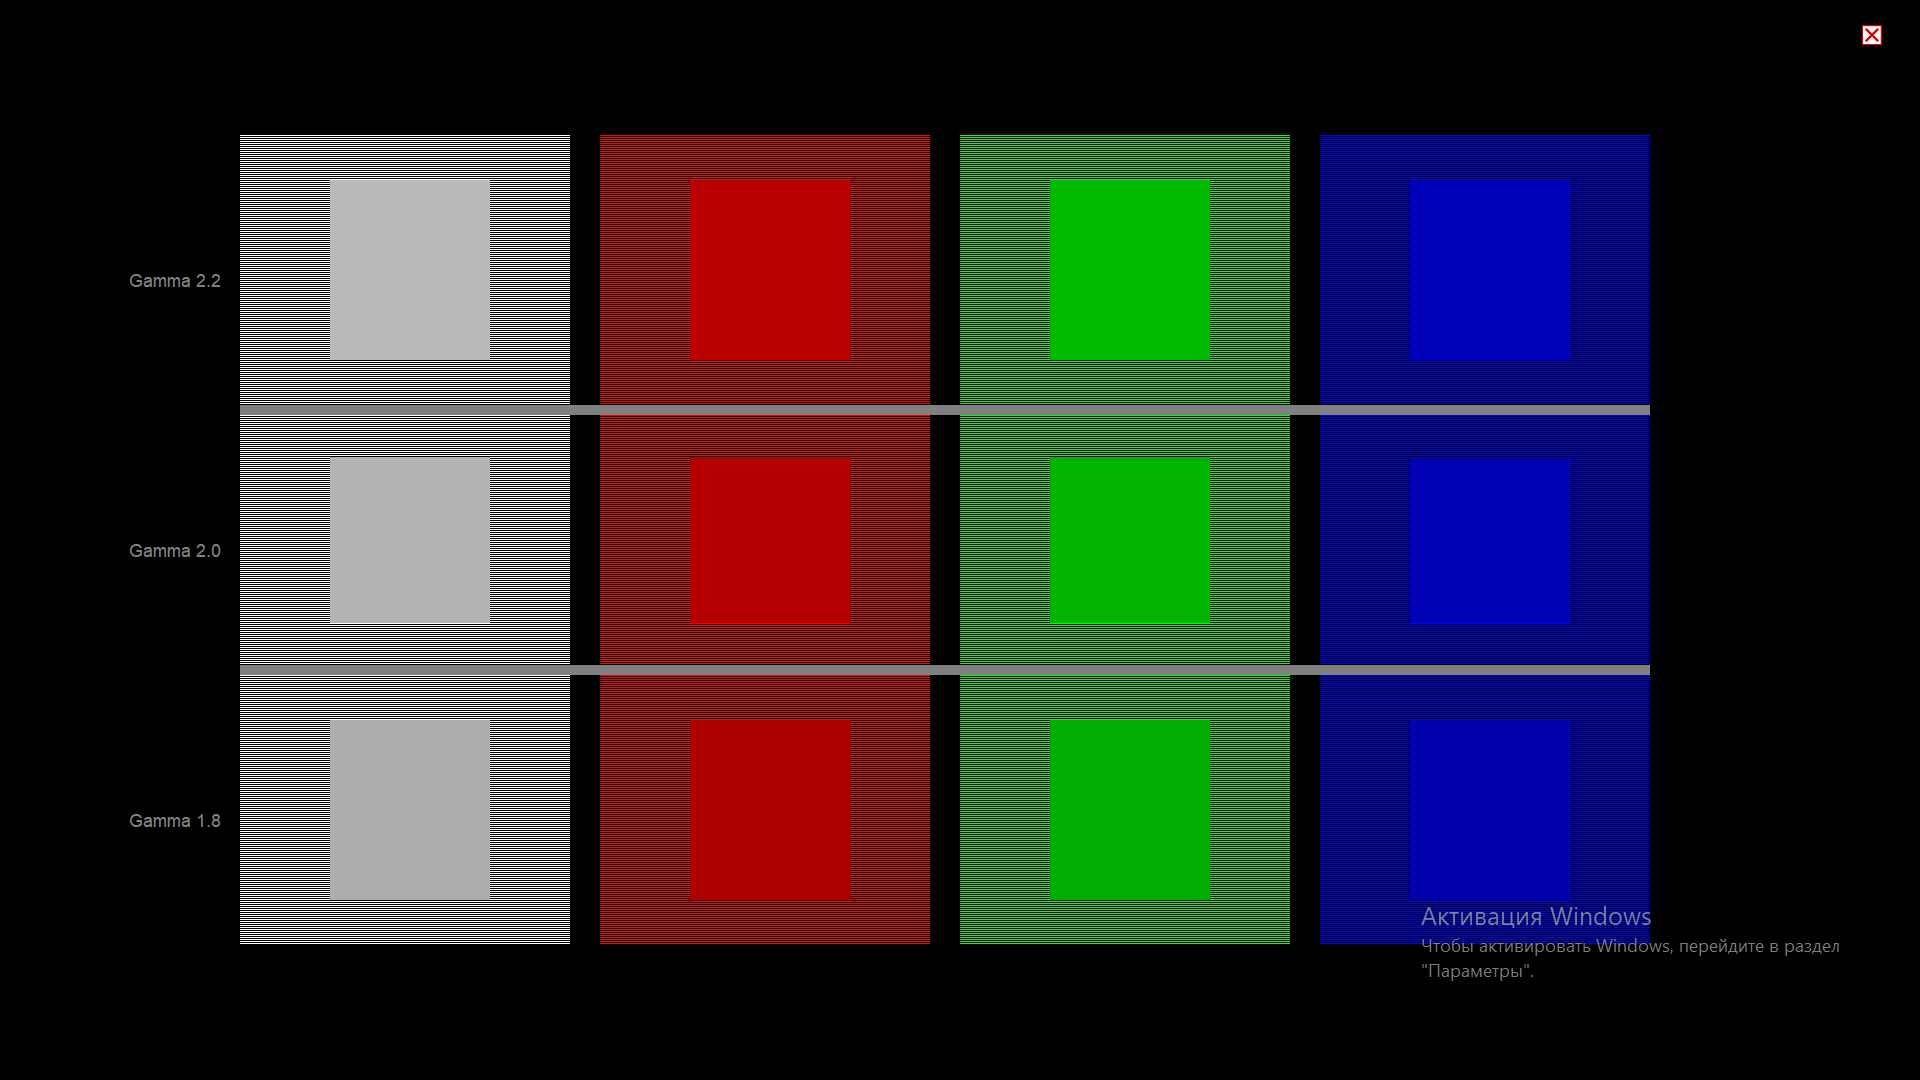 Gamma 2.2
Gamma 2.0
Gamma 1.8
Активация Windows
Чтобы активировать Windows, перейдите в раздел
"Параметры".